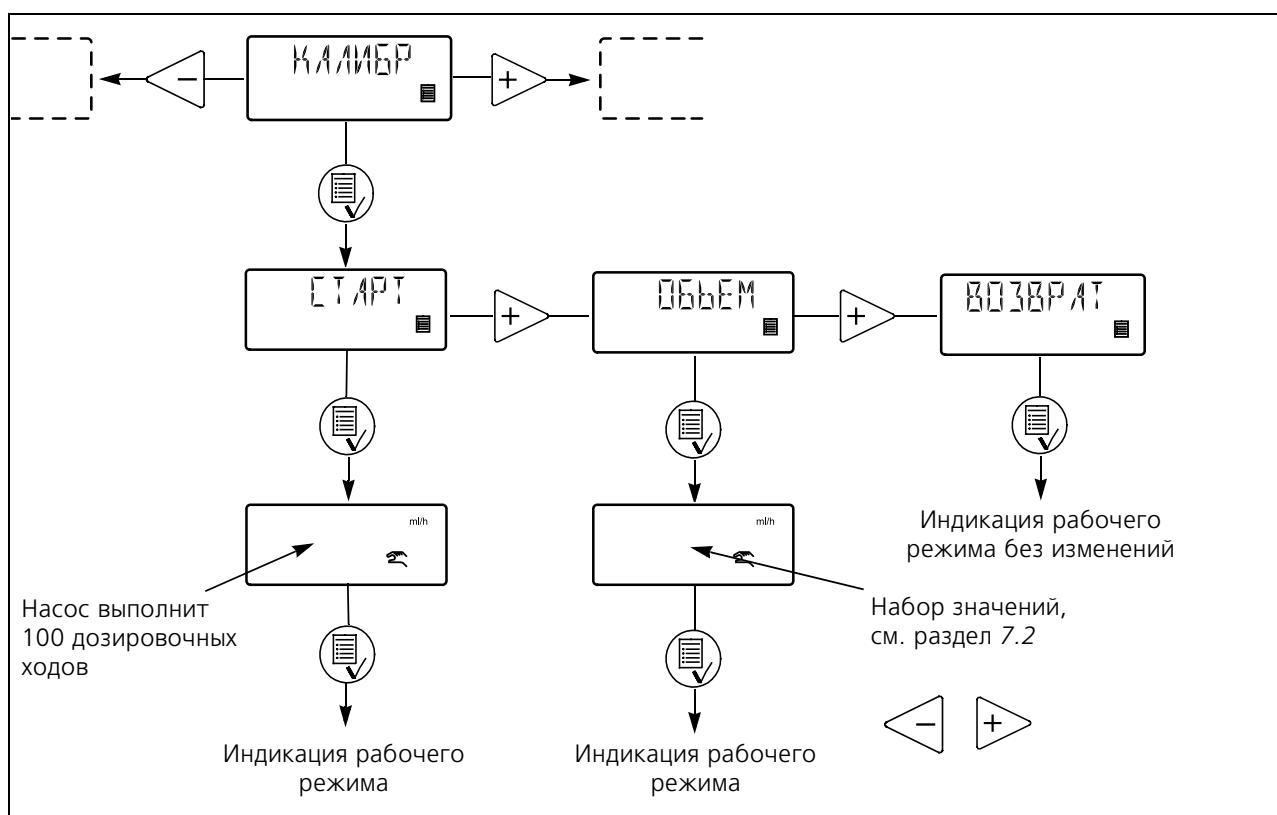 КАЛИБР
СТАРТ
ОБЬЕМ
ВОЗВРАТ
ml/h
ml/h
Индикация рабочего
режима без изменений
Насос выполнит
100 дозировочных
ходов
Набор значений,
см. раздел 7.2
Индикация рабочего
режима
Индикация рабочего
режима